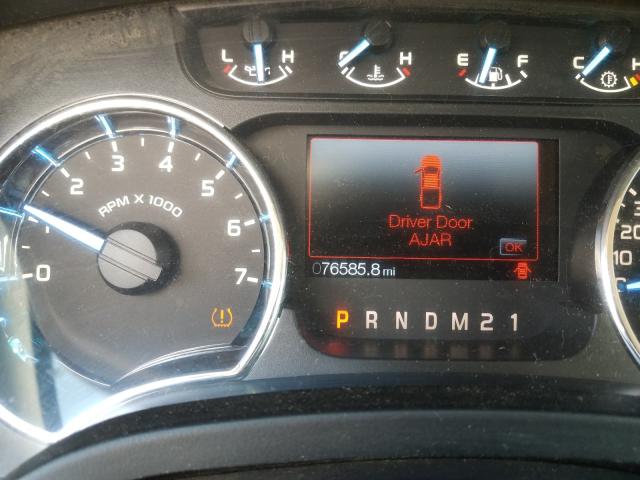 L H
C H
E F
C H
0 1 2 3 4 5 6 7
RPM X 1000
Driver Door
AJAR
OK
076585.8 mi
P R N D M 2 1
20
10